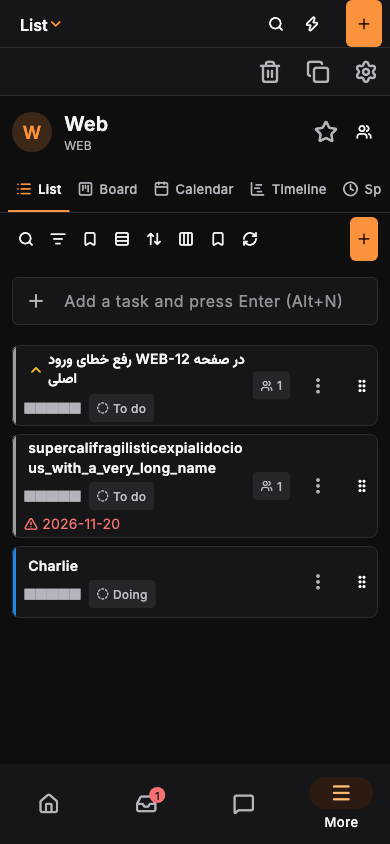 List
W
Web
WEB
List
Board
Calendar
Timeline
Sp
Add a task and press Enter (Alt+N)
رفع خطای ورود WEB-12 در صفحه
اصلی
1
To do
supercalifragilisticexpialidocio
us_with_a_very_long_name
1
To do
2026-11-20
Charlie
Doing
1
More